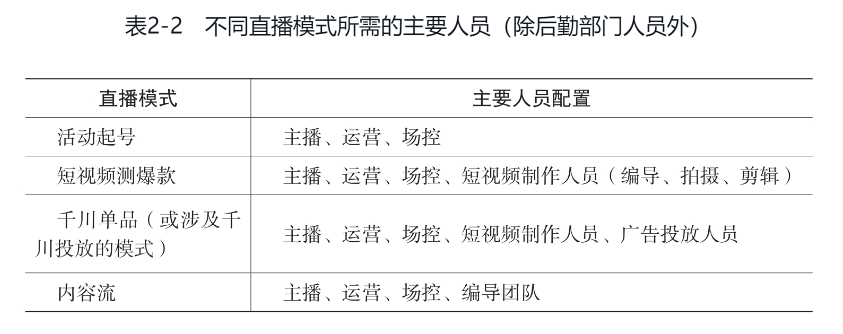 表2-2 不同直播模式所需的主要人员（除后勤部门人员外）
直播模式 主要人员配置
活动起号 主播、运营、场控
短视频测爆款 主播、运营、场控、短视频制作人员（编导、拍摄、剪辑）
千川单品（或涉及千
川投放的模式） 主播、运营、场控、短视频制作人员、广告投放人员
内容流 主播、运营、场控、编导团队